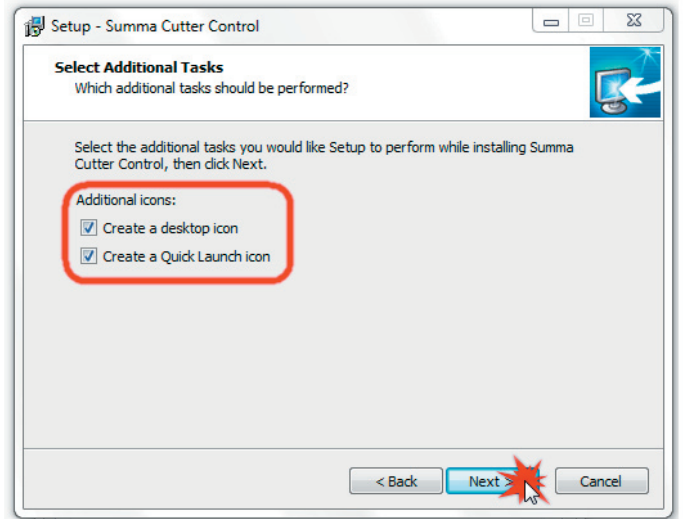 Setup - Summa Cutter Control
Select Additional Tasks
Which additional tasks should be performed?
Select the additional tasks you would like Setup to perform while installing Summa
Cutter Control, then click Next.
Additional icons:
Create a desktop icon
Create a Quick Launch icon
< Back Next > Cancel